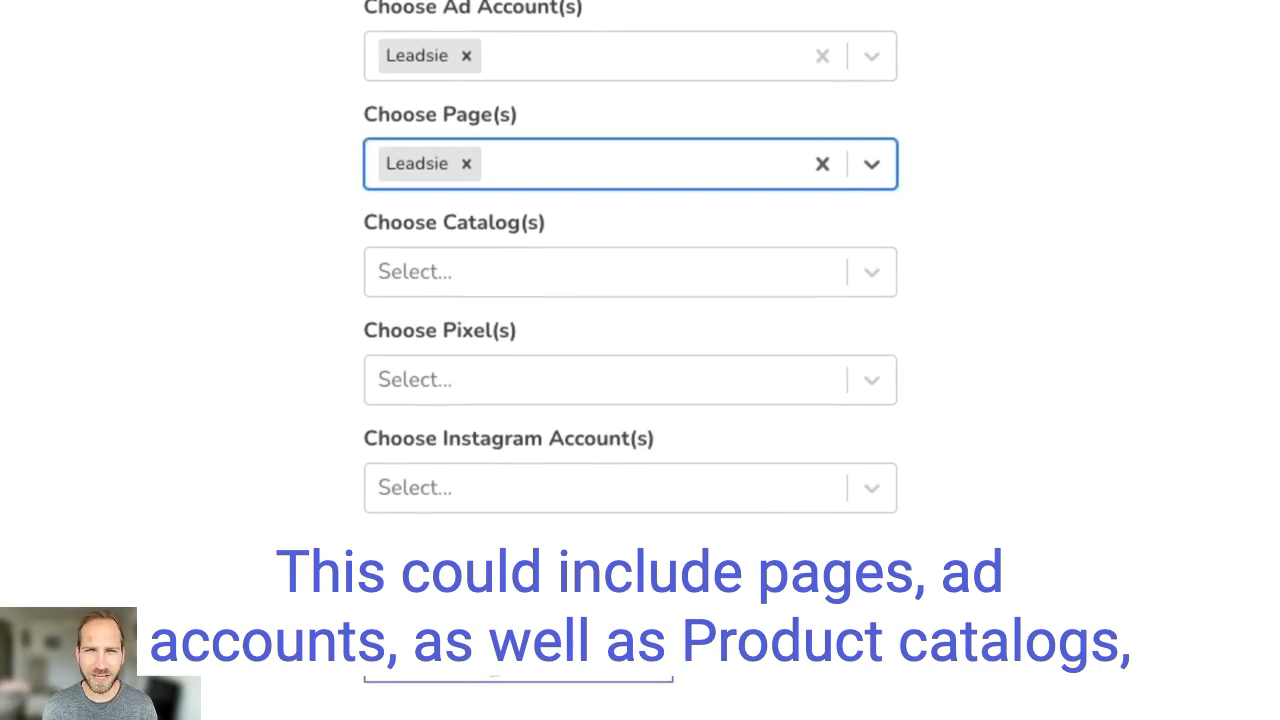 Choose Ad Account(s)
Leadsie x
Choose Page(s)
Leadsie x
Choose Catalog(s)
Select...
Choose Pixel(s)
Select...
Choose Instagram Account(s)
Select...
This could include pages, ad
accounts, as well as Product catalogs,